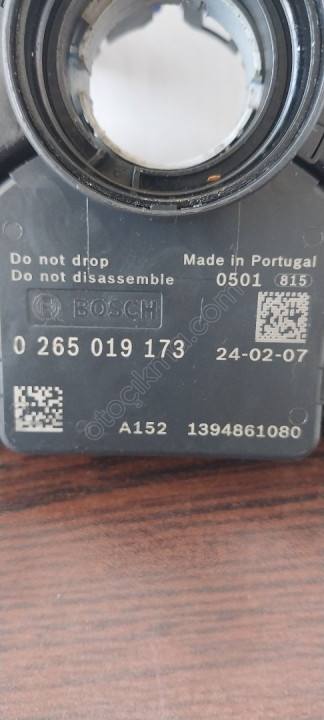 Do not drop Made in Portugal
Do not disassemble 0501 815
BOSCH
0 265 019 173 24-02-07
A152 1394861080
otoçıkma.com